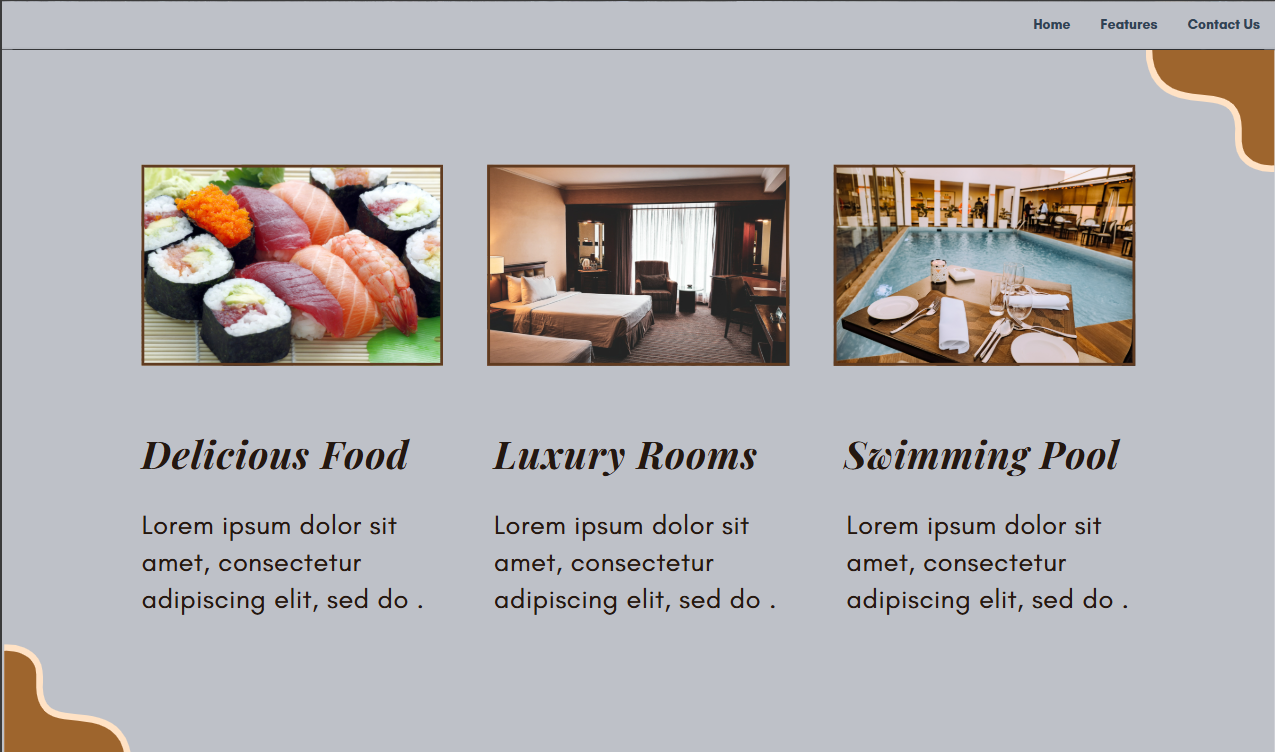 Home Features Contact Us
Delicious Food
Lorem ipsum dolor sit
amet, consectetur
adipiscing elit, sed do .
Luxury Rooms
Lorem ipsum dolor sit
amet, consectetur
adipiscing elit, sed do .
Swimming Pool
Lorem ipsum dolor sit
amet, consectetur
adipiscing elit, sed do .